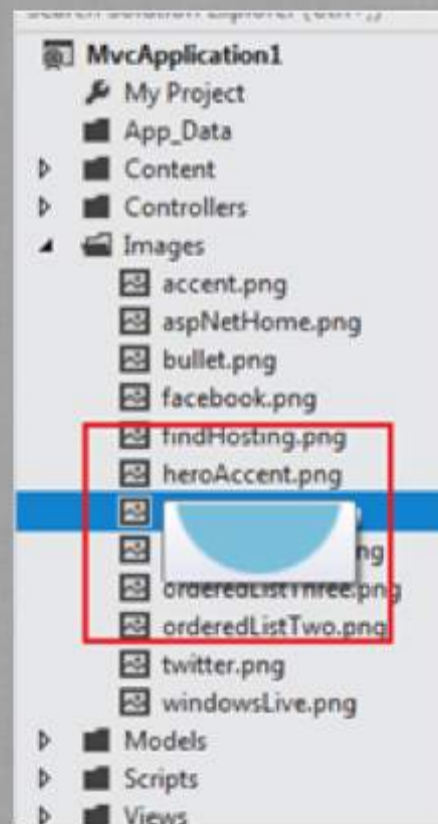 MvcApplication1
My Project
App_Data
Content
Controllers
Images
accent.png
aspNetHome.png
bullet.png
facebook.png
findHosting.png
heroAccent.png
ng
orderedListThree.png
orderedListTwo.png
twitter.png
windowsLive.png
Models
Scripts
Views